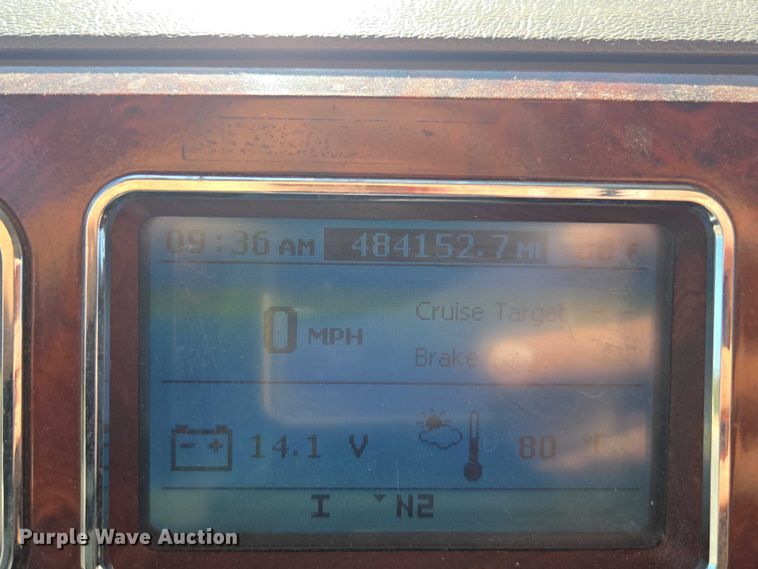 09:36 AM 484152.7 MI
0 MPH
Cruise Target - -
Brake
14.1 V 80 °F
I N2
Purple Wave Auction